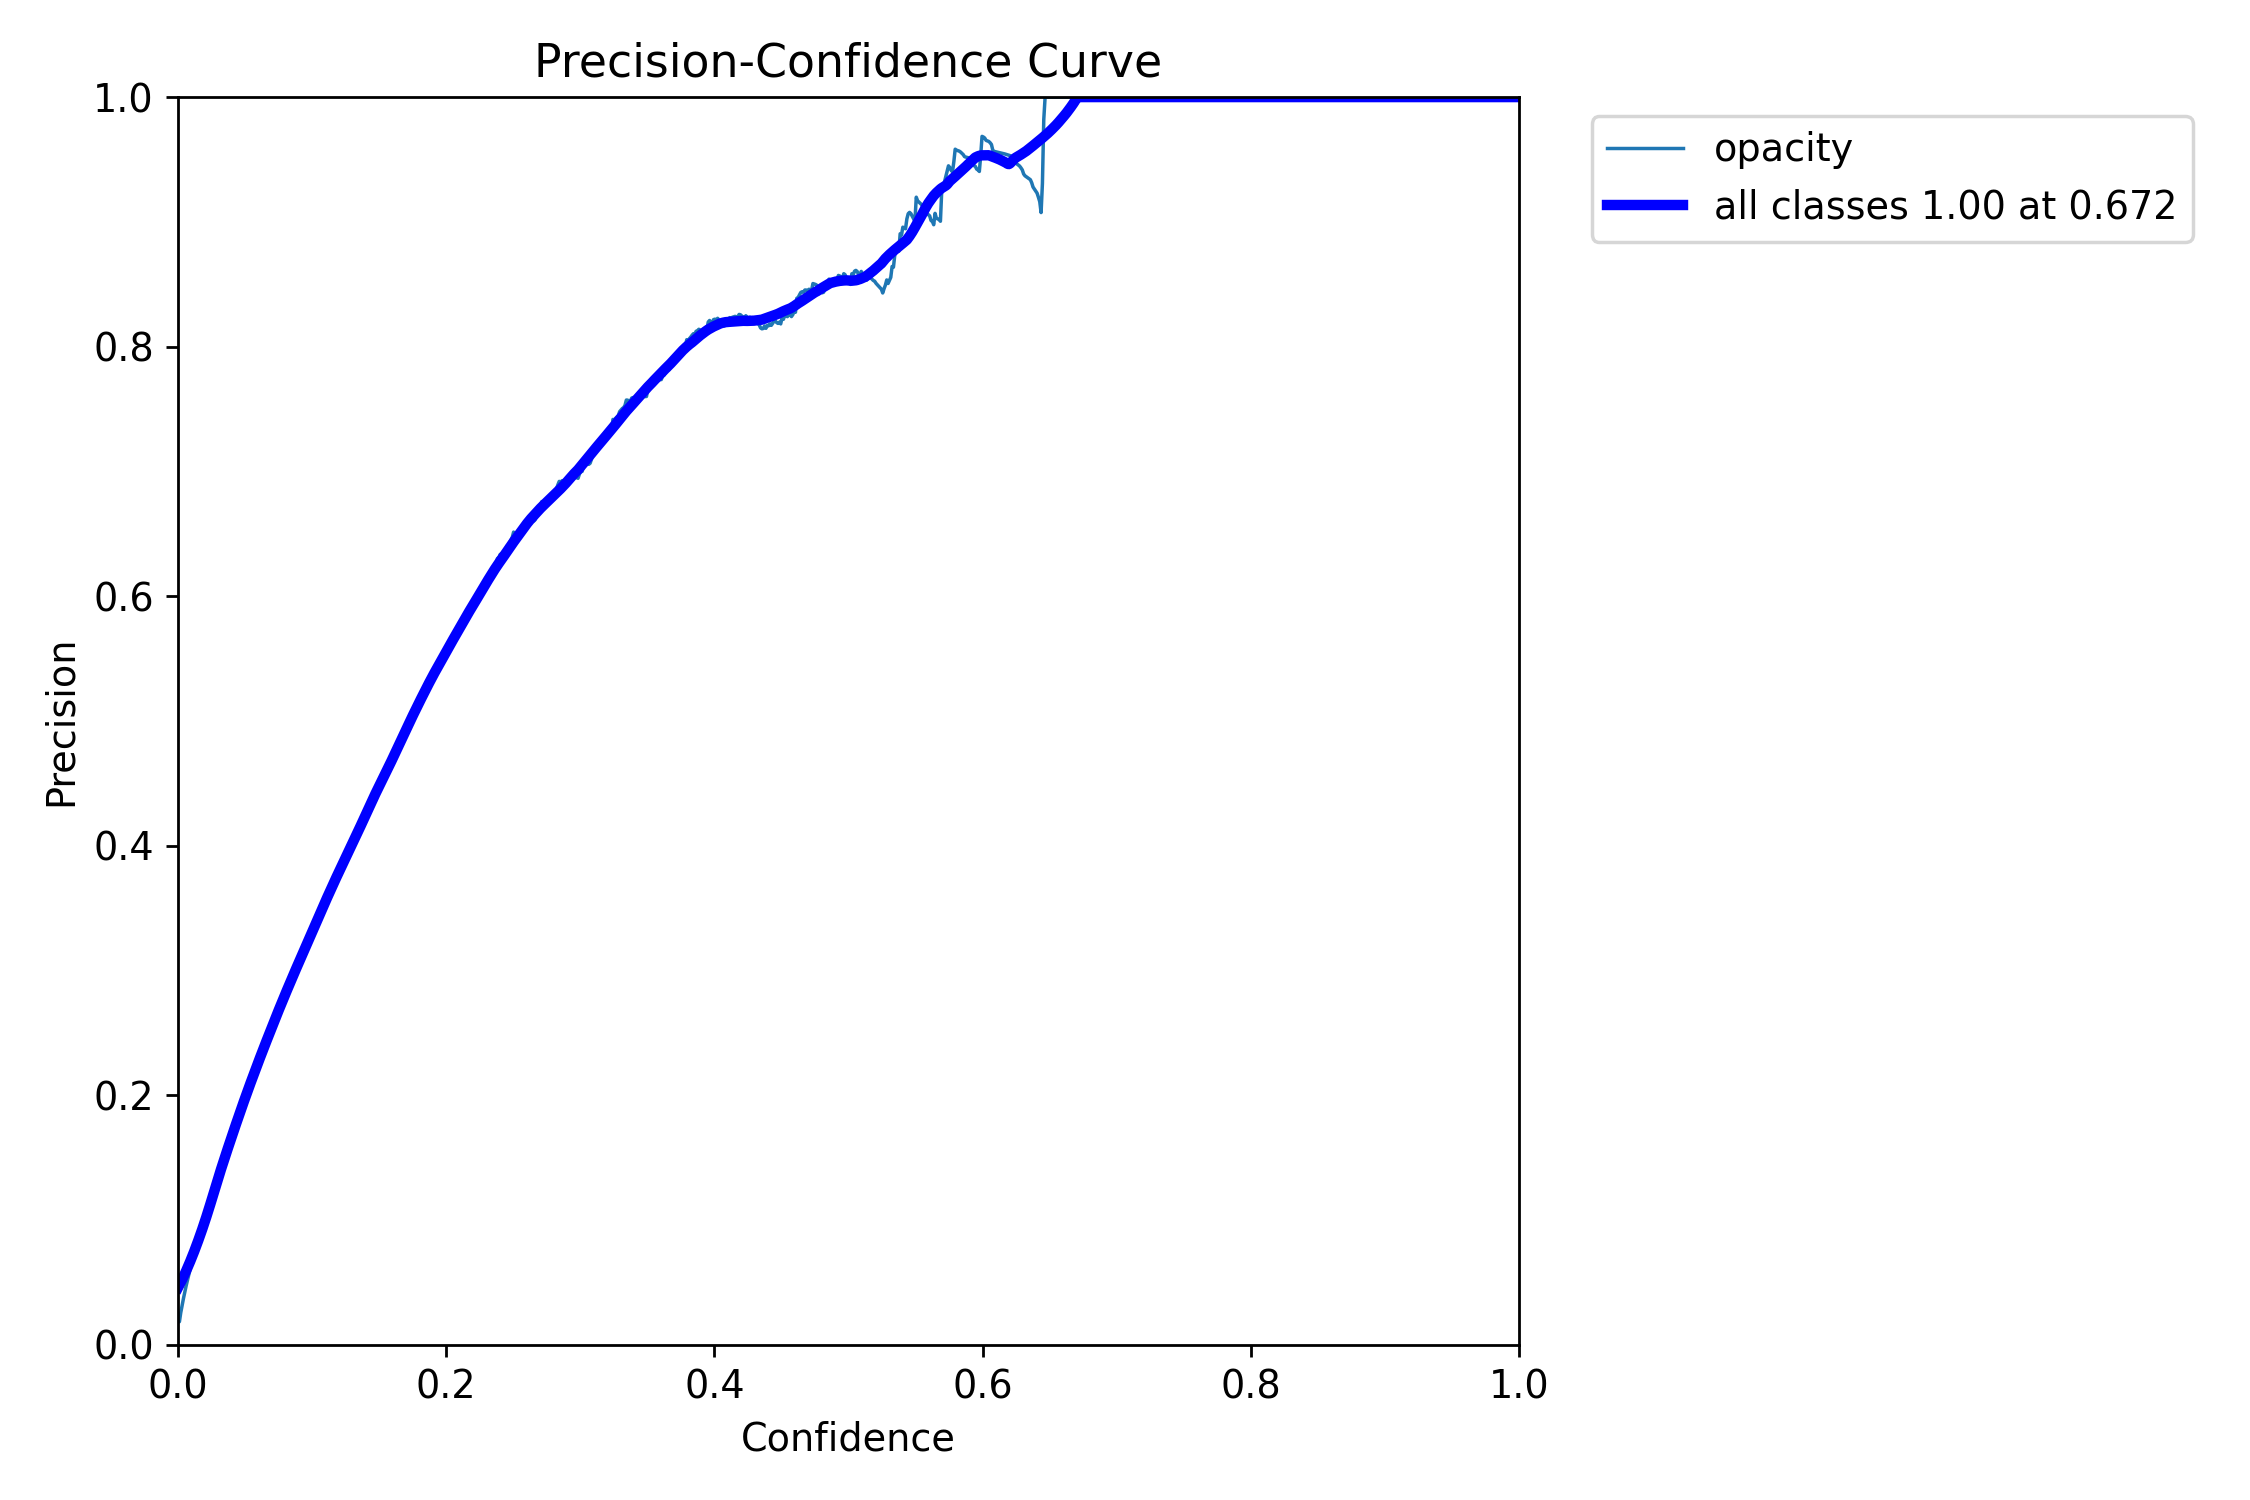 Precision-Confidence Curve
1.0
0.8
0.6
0.4
0.2
0.0
Precision
0.0 0.2 0.4 0.6 0.8 1.0
Confidence
opacity
all classes 1.00 at 0.672